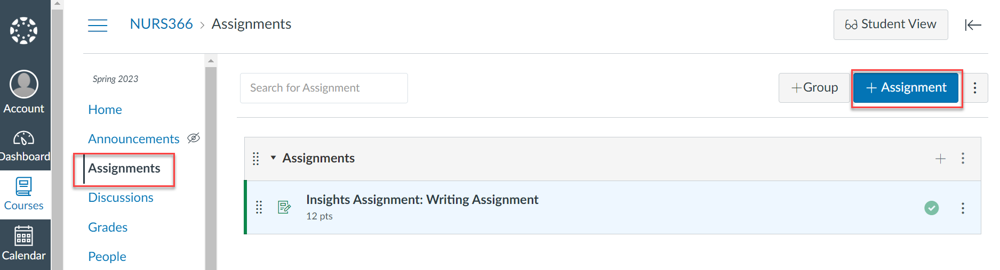 Account
Dashboard
Courses
Calendar
NURS366 > Assignments
Student View
Spring 2023
Home
Announcements
Assignments
Discussions
Grades
People
Search for Assignment
+Group
+ Assignment
Assignments
Insights Assignment: Writing Assignment
12 pts